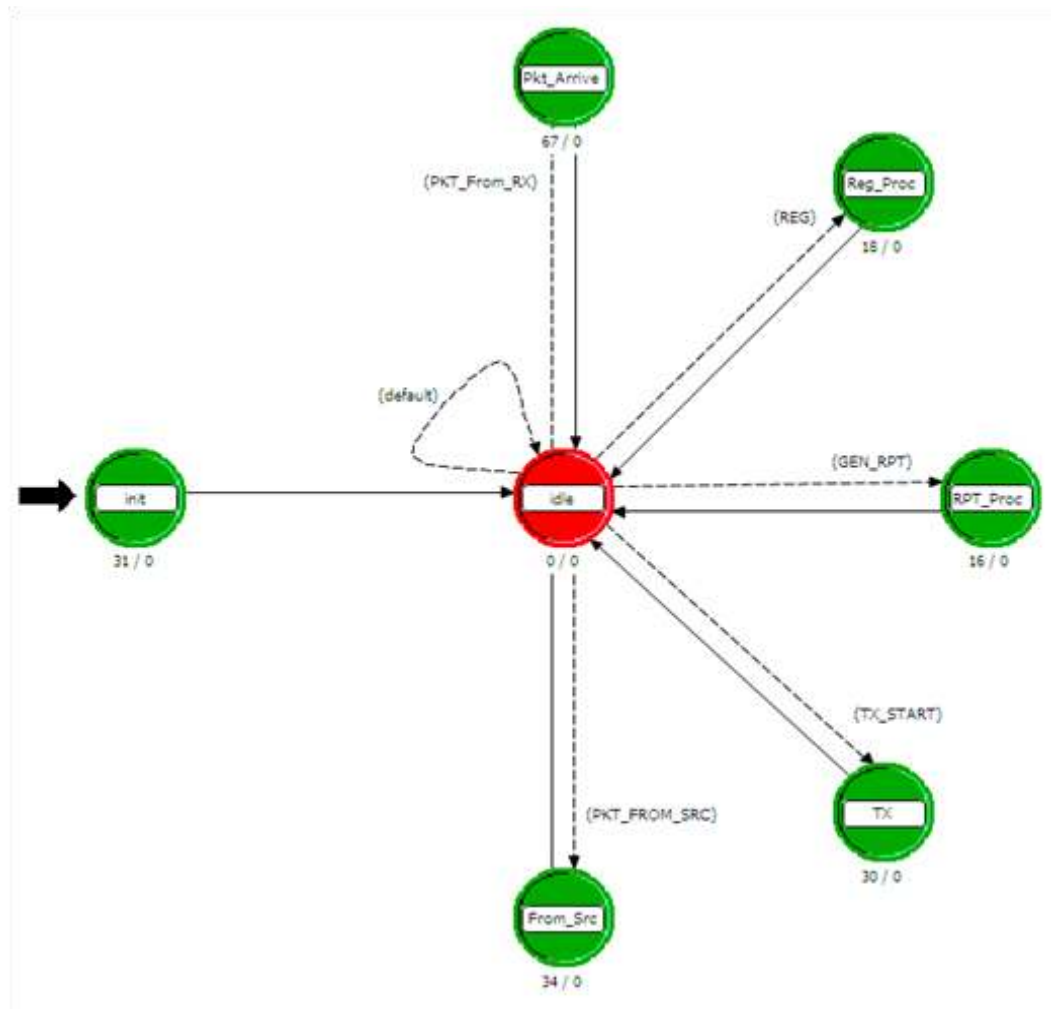 Pkt_Arrive
67 / 0
(PKT_From_RX)
Reg_Proc
(REG)
18 / 0
(default)
(GEN_RPT)
init
idle
RPT_Proc
31 / 0
0 / 0
16 / 0
(TX_START)
(PKT_FROM_SRC)
TX
30 / 0
From_Src
34 / 0